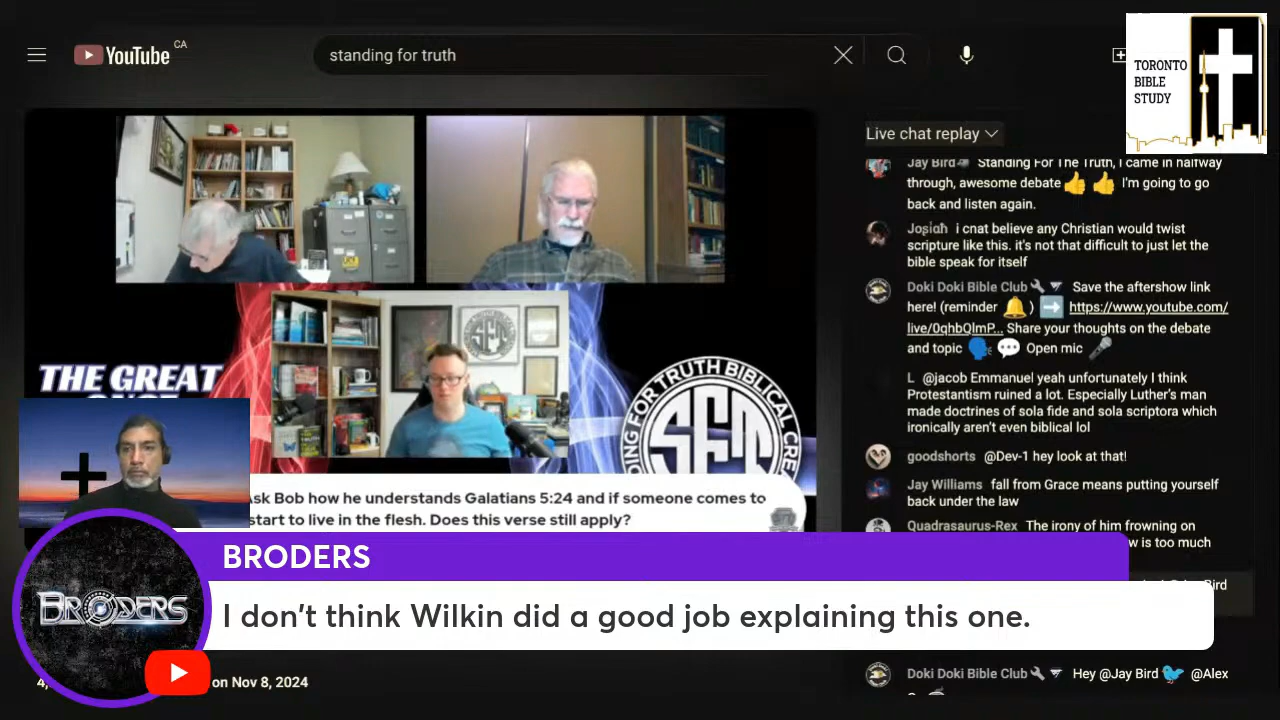 YouTube
CA
standing for truth
TORONTO
BIBLE
STUDY
Live chat replay
Jay Bird Standing For The Truth, I came in halfway
through, awesome debate👍👍 I'm going to go
back and listen again.
Josiah i cnat believe any Christian would twist
scripture like this. it's not that difficult to just let the
bible speak for itself
Doki Doki Bible Club Save the aftershow link
here! (reminder 🔔) ➡️ https://www.youtube.com/
live/0qhbQlmP... Share your thoughts on the debate
and topic 🗣️ 💬 Open mic 🎤
L @jacob Emmanuel yeah unfortunately I think
Protestantism ruined a lot. Especially Luther's man
made doctrines of sola fide and sola scriptora which
ironically aren't even biblical lol
goodshorts @Dev-1 hey look at that!
Jay Williams fall from Grace means putting yourself
back under the law
Quadrasaurus-Rex The irony of him frowning on
w is too much
Bird
Doki Doki Bible Club Hey @Jay Bird 🐦 @Alex
THE GREAT
FOR TRUTH BIBLICAL
SFT
SFT
sk Bob how he understands Galatians 5:24 and if someone comes to
start to live in the flesh. Does this verse still apply?
BRODERS
BRODERS
I don't think Wilkin did a good job explaining this one.
on Nov 8, 2024